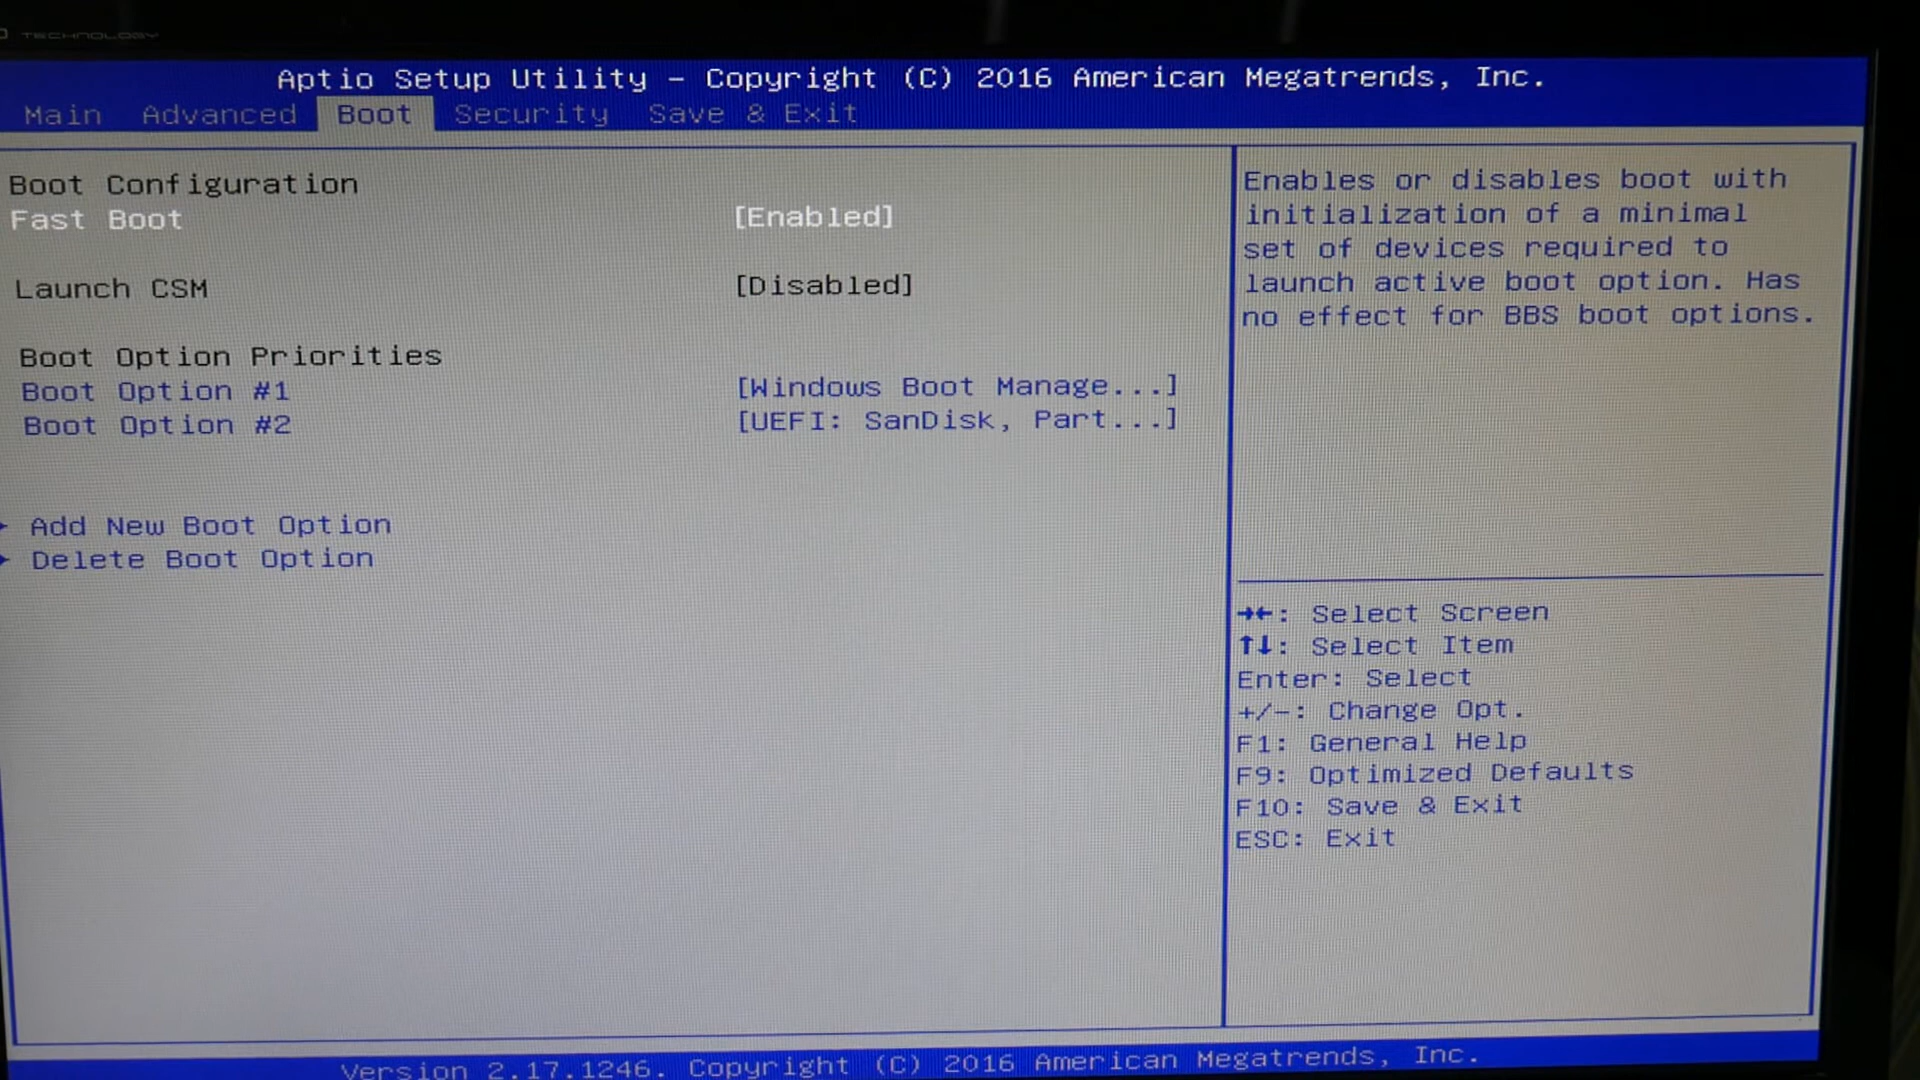 TECHNOLOGY
Aptio Setup Utility – Copyright (C) 2016 American Megatrends, Inc.
Main Advanced Boot Security Save & Exit
Boot Configuration
Fast Boot [Enabled]
Launch CSM [Disabled]
Boot Option Priorities
Boot Option #1 [Windows Boot Manage...]
Boot Option #2 [UEFI: SanDisk, Part...]
Add New Boot Option
Delete Boot Option
Enables or disables boot with
initialization of a minimal
set of devices required to
launch active boot option. Has
no effect for BBS boot options.
→←: Select Screen
↑↓: Select Item
Enter: Select
+/-: Change Opt.
F1: General Help
F9: Optimized Defaults
F10: Save & Exit
ESC: Exit
Version 2.17.1246. Copyright (C) 2016 American Megatrends, Inc.